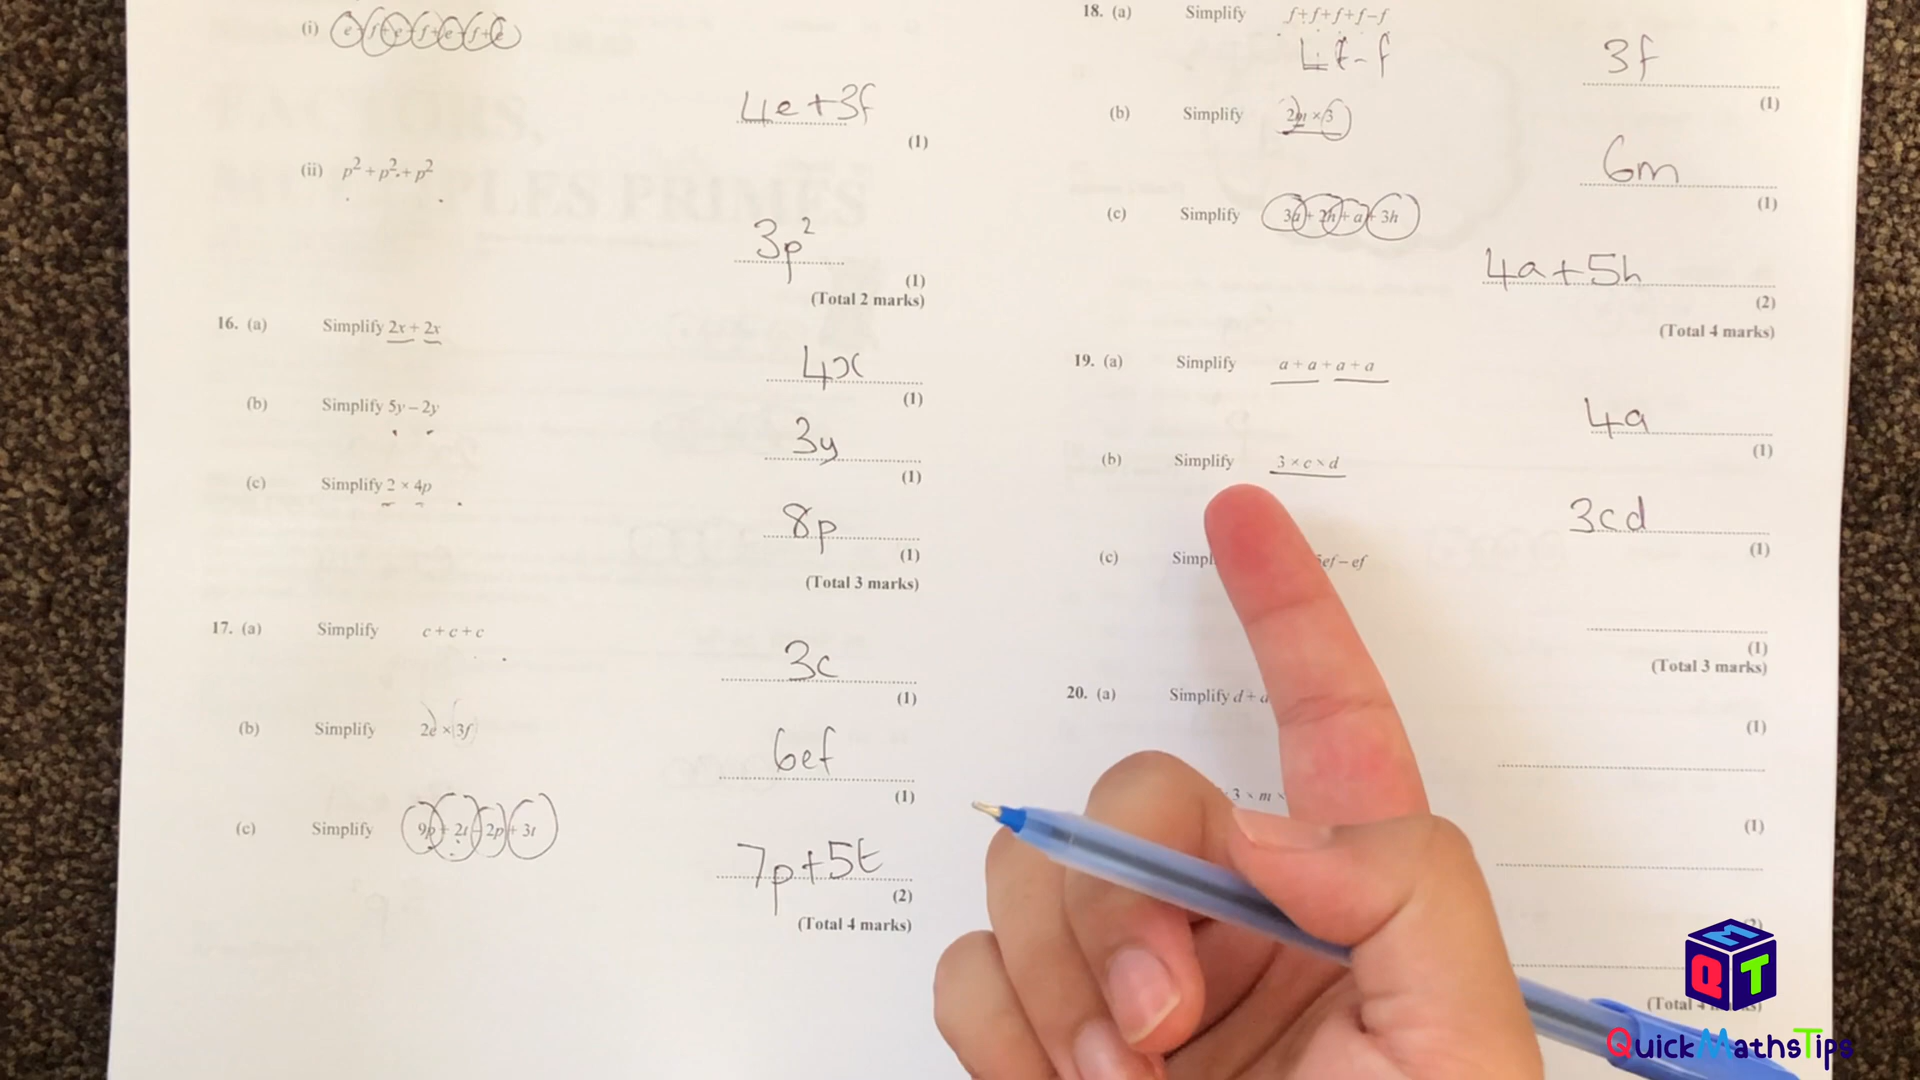 (i) e + f + e + f + e + f + e
4e + 3f
(1)
(ii) p² + p² + p²
3p²
(1)
(Total 2 marks)
16. (a) Simplify 2x + 2x
4x
(1)
(b) Simplify 5y – 2y
3y
(1)
(c) Simplify 2 × 4p
8p
(1)
(Total 3 marks)
17. (a) Simplify c + c + c
3c
(1)
(b) Simplify 2e × 3f
6ef
(1)
(c) Simplify 9p + 2t – 2p + 3t
7p + 5t
(2)
(Total 4 marks)
18. (a) Simplify f + f + f + f – f
4f – f
3f
(1)
(b) Simplify 2m × 3
6m
(1)
(c) Simplify 3a + 2h + a + 3h
4a + 5h
(2)
(Total 4 marks)
19. (a) Simplify a + a + a + a
4a
(1)
(b) Simplify 3 × c × d
3cd
(1)
(c) ef – ef
(1)
(Total 3 marks)
20. (a) Simplify d +
(1)
3 × m ×
(1)
(Total 4
M
Q T
QuickMathsTips